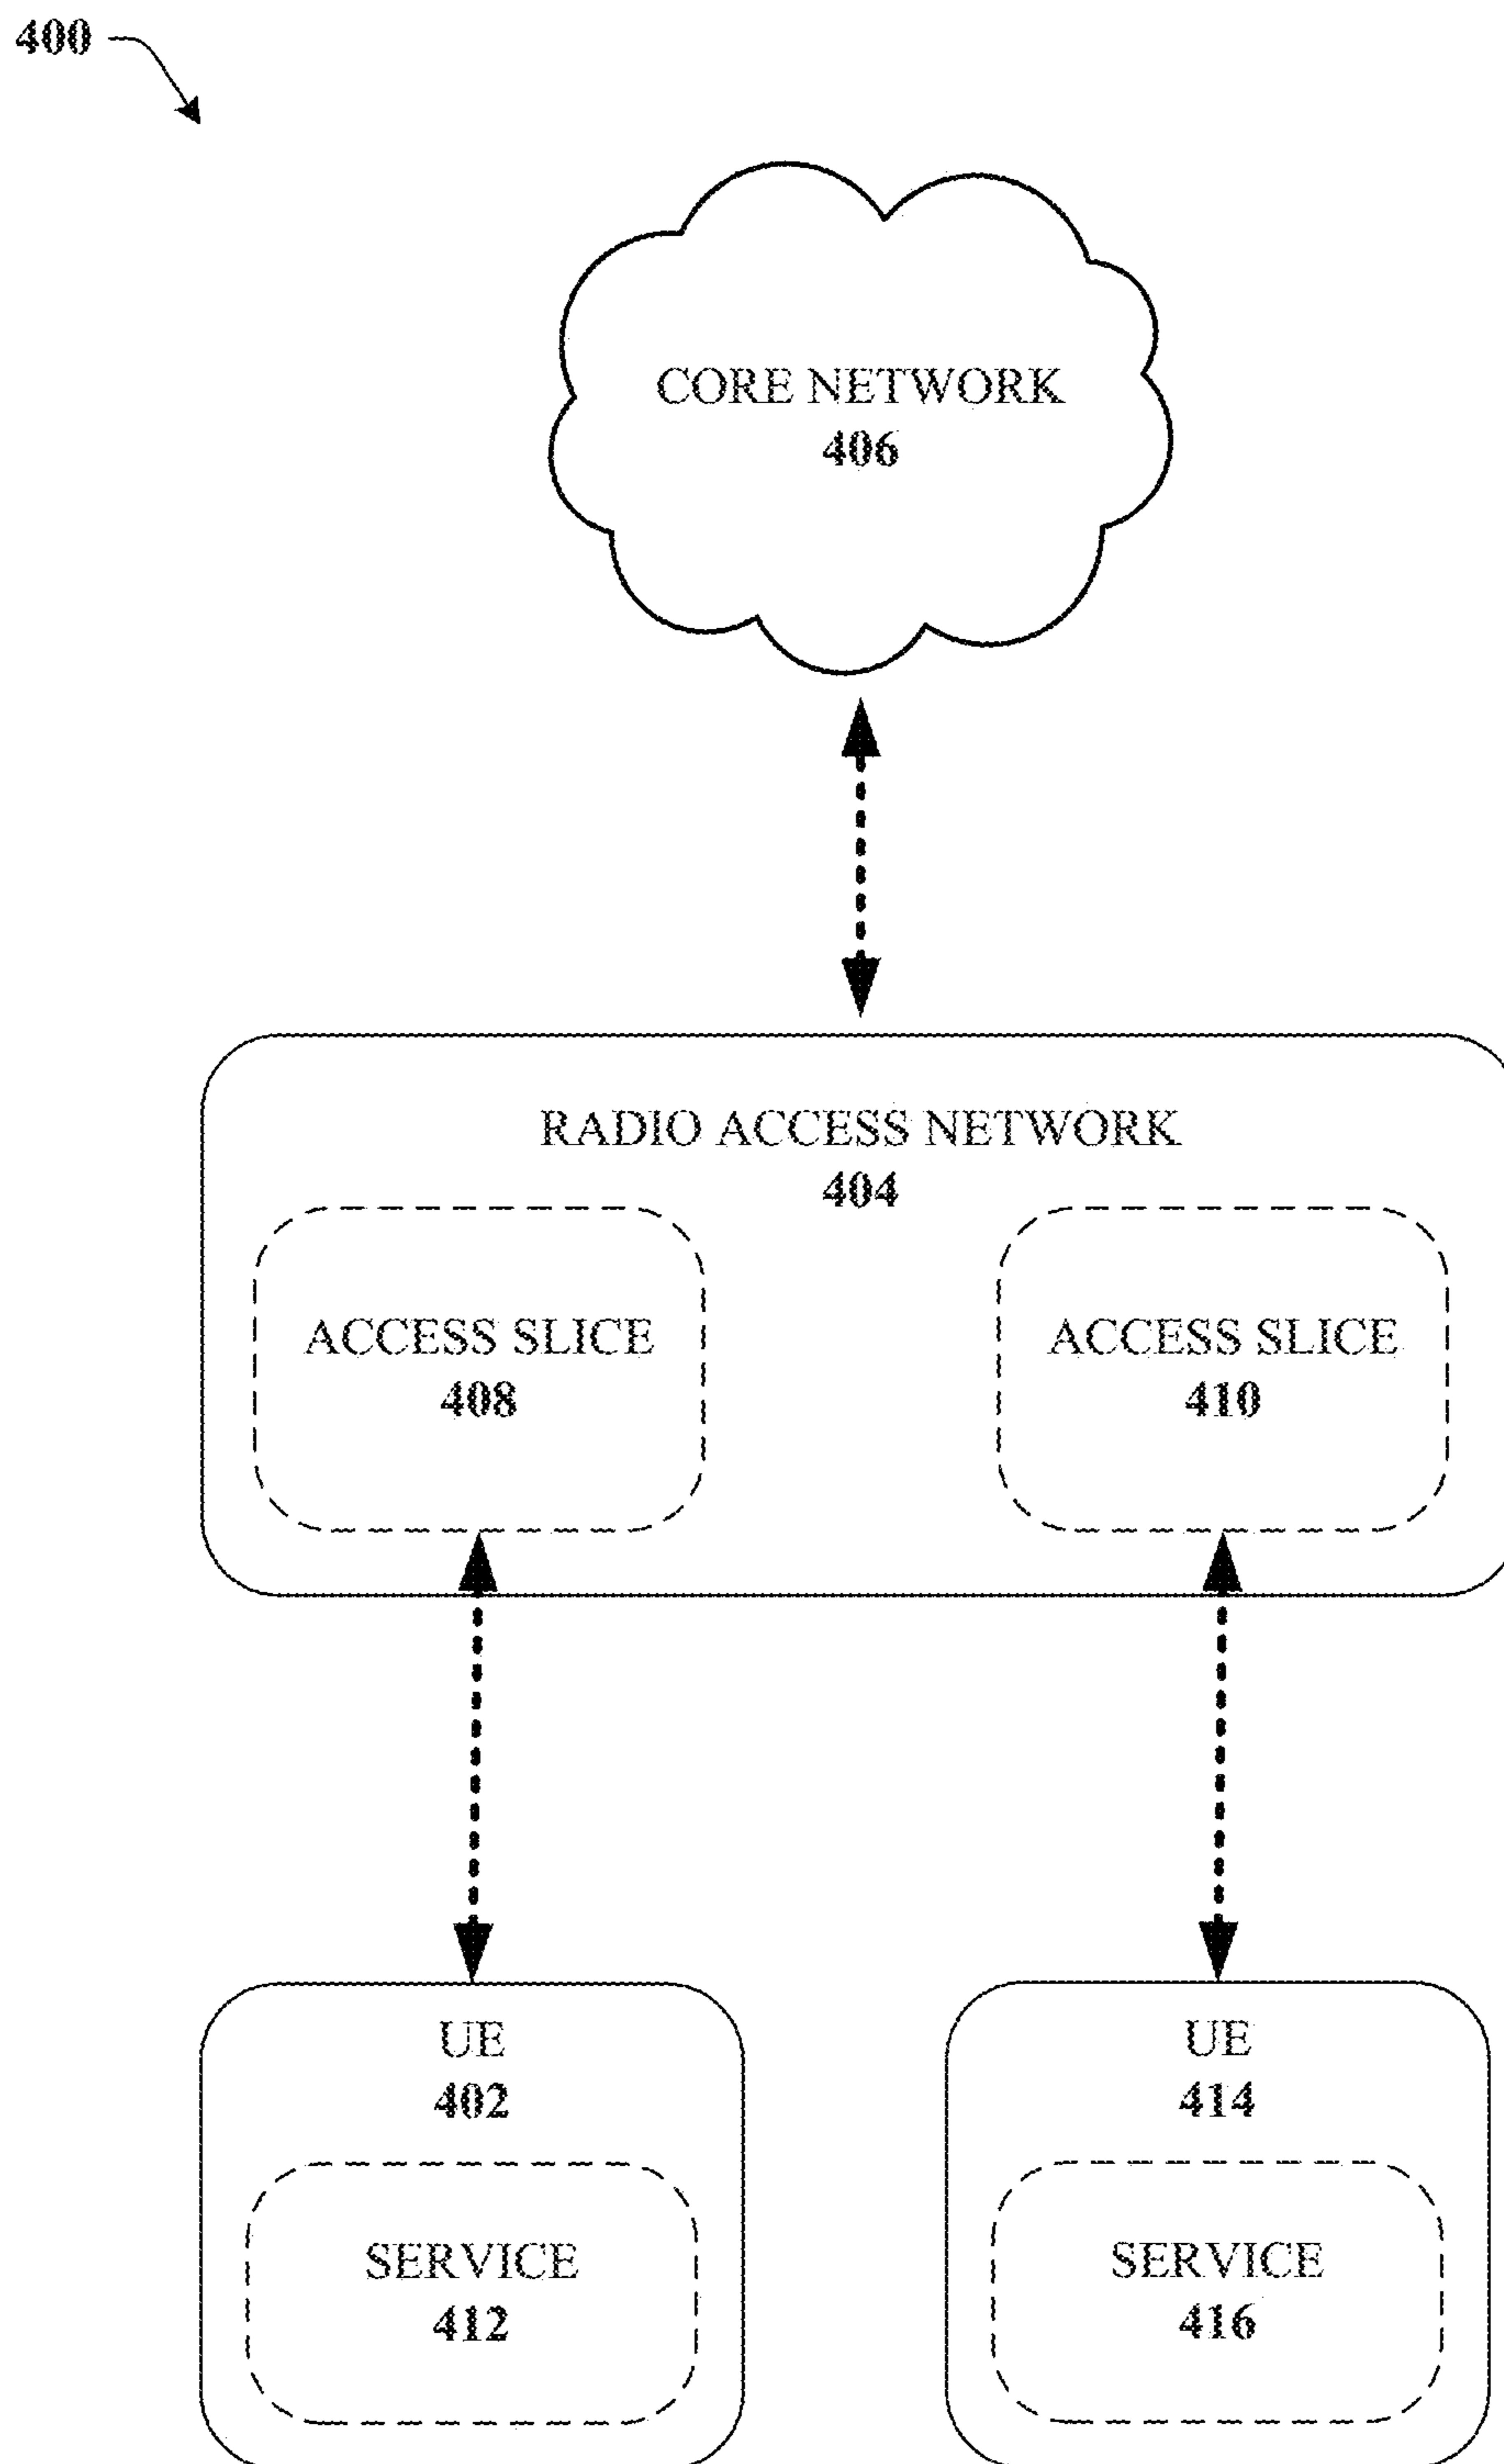 400
CORE NETWORK
406
RADIO ACCESS NETWORK
404
ACCESS SLICE
408
ACCESS SLICE
410
UE
402
UE
414
SERVICE
412
SERVICE
416